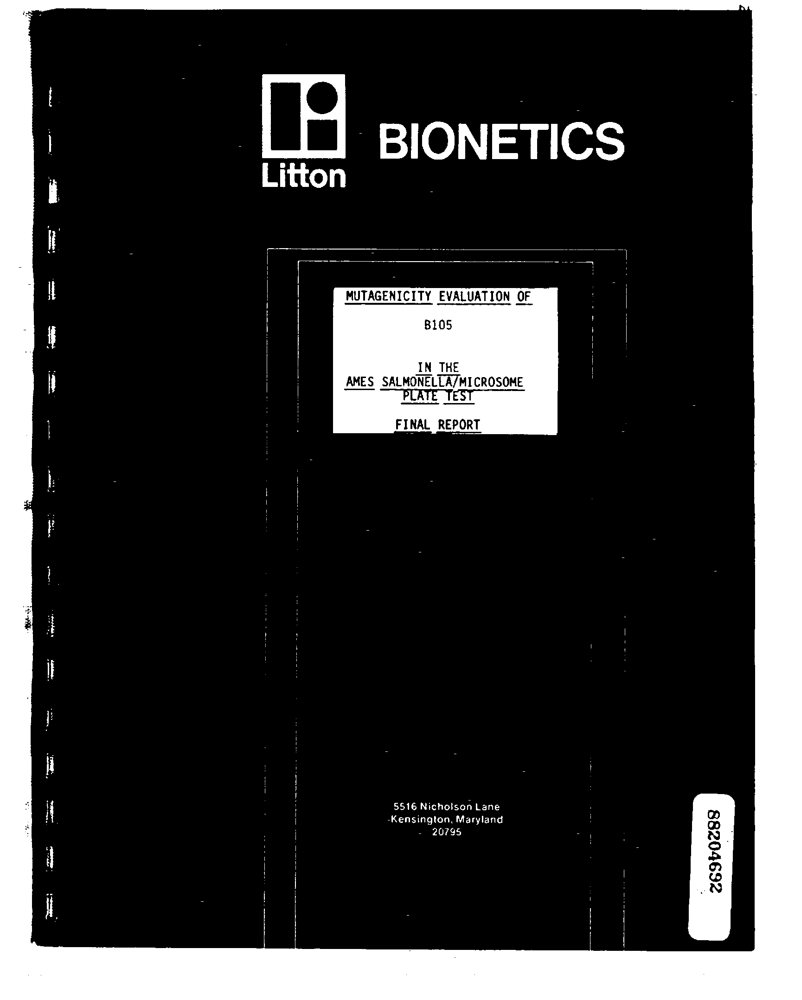 Litton
BIONETICS
MUTAGENICITY EVALUATION OF
B105
IN THE
AMES SALMONELLA/MICROSOME
PLATE TEST
FINAL REPORT
5516 Nicholson Lane
Kensington, Maryland
20795
88204692